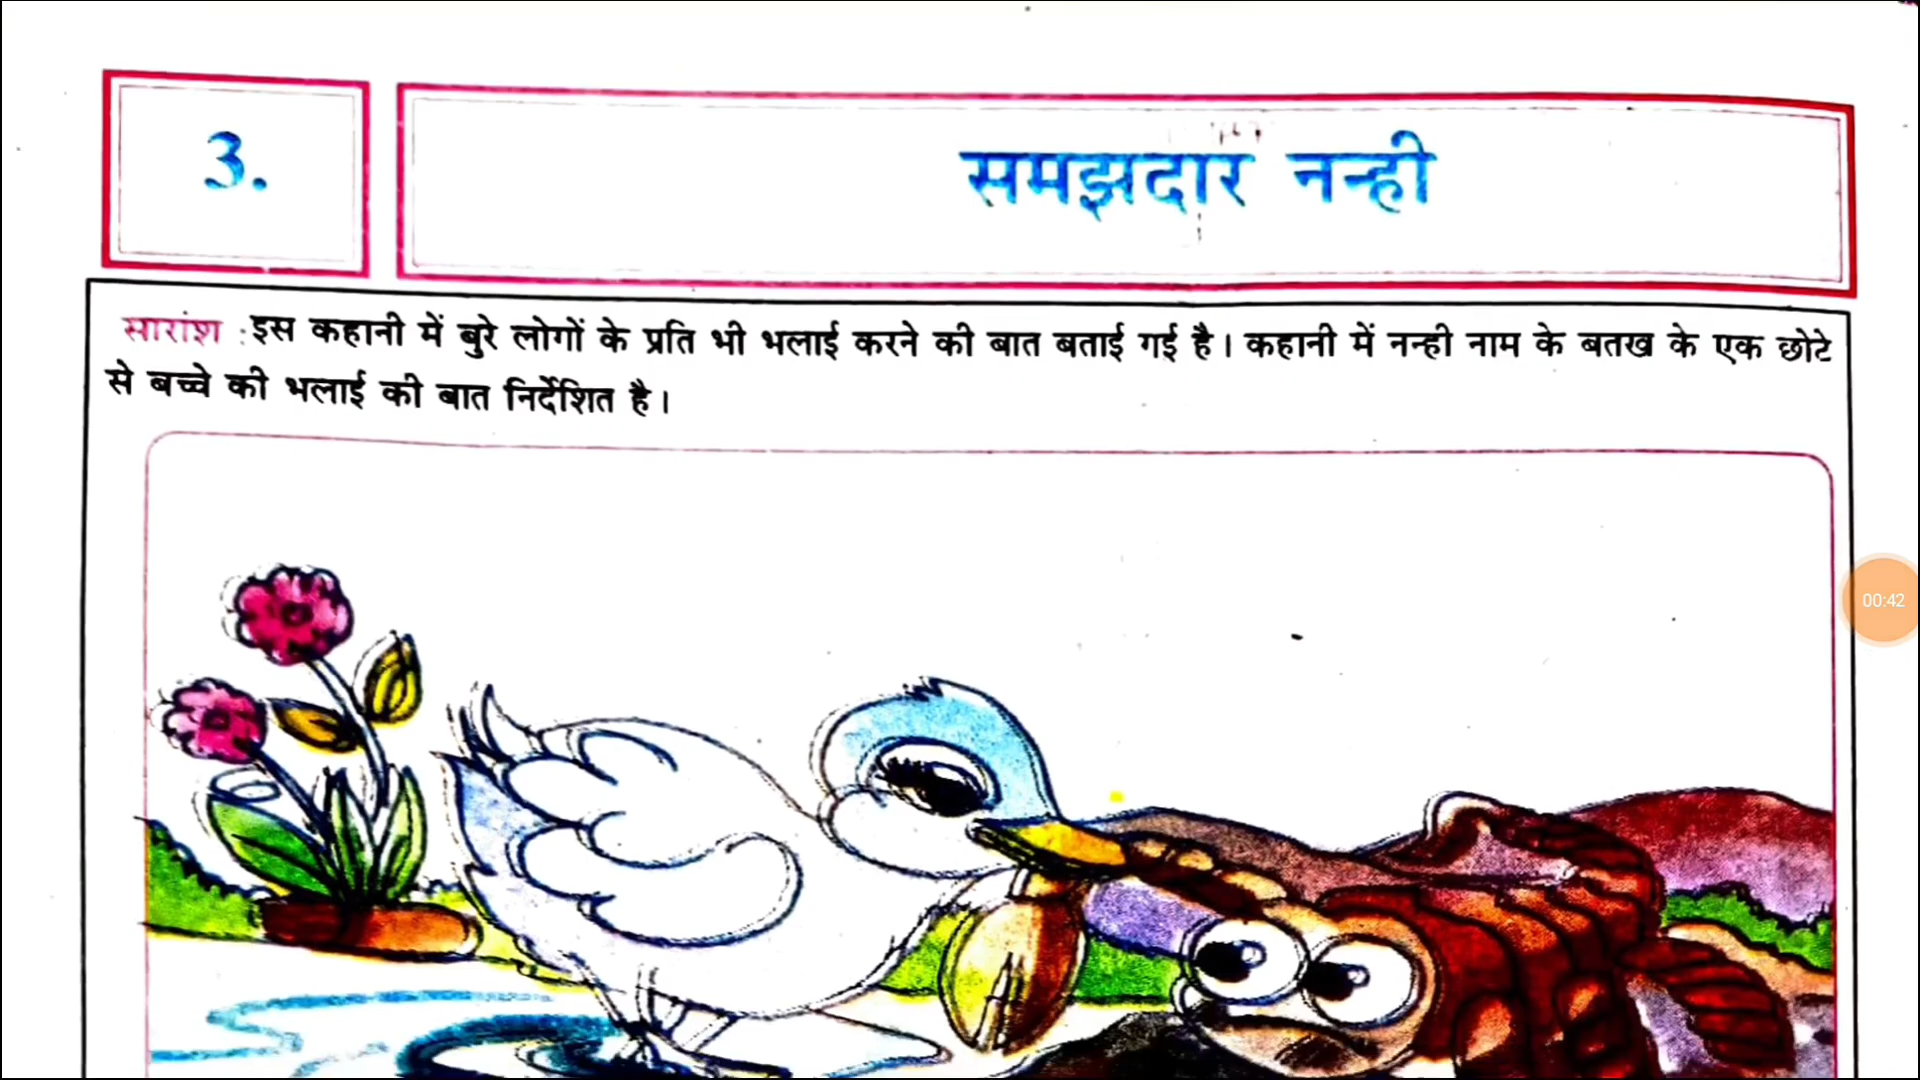 3.
समझदार नन्ही
सारांश : इस कहानी में बुरे लोगों के प्रति भी भलाई करने की बात बताई गई है। कहानी में नन्ही नाम के बतख के एक छोटे
से बच्चे की भलाई की बात निर्देशित है।
00:42